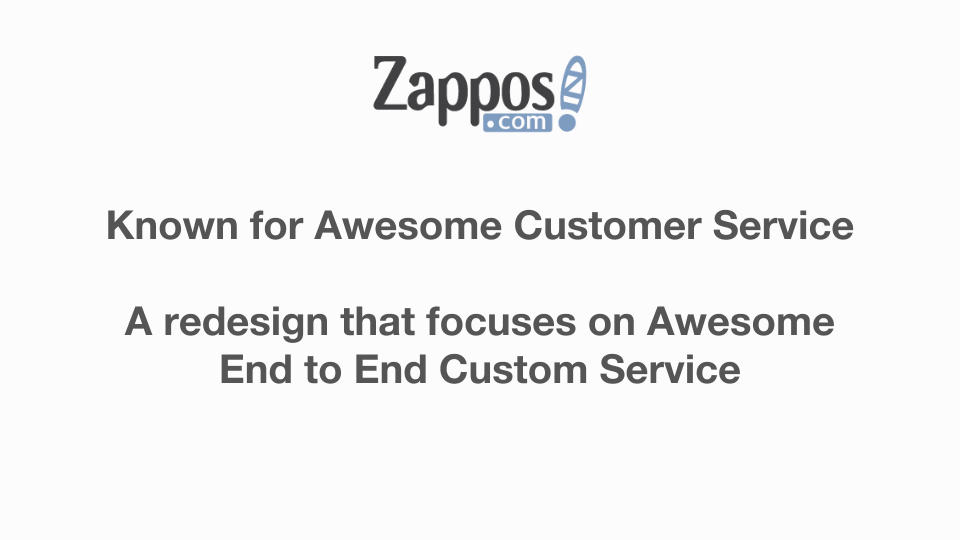 Zappos
.com
Known for Awesome Customer Service
A redesign that focuses on Awesome
End to End Custom Service